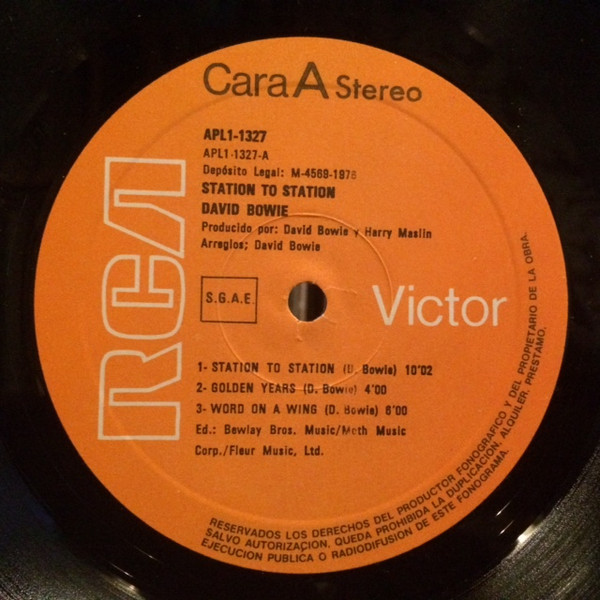 Cara A Stereo
APL1-1327
APL1-1327-A
Depósito Legal: M-4569-1976
STATION TO STATION
DAVID BOWIE
Producido por: David Bowie y Harry Maslin
Arreglos; David Bowie
RCA
S.G.A.E.
Victor
1- STATION TO STATION (D. Bowie) 10'02
2- GOLDEN YEARS (D. Bowie) 4'00
3- WORD ON A WING (D. Bowie) 6'00
Ed.: Bewlay Bros. Music/Moth Music
Corp./Fleur Music, Ltd.
RESERVADOS LOS DERECHOS DEL PRODUCTOR FONOGRAFICO Y DEL PROPIETARIO DE LA OBRA.
SALVO AUTORIZACION, QUEDA PROHIBIDA LA DUPLICACION, ALQUILER, PRESTAMO.
EJECUCION PUBLICA O RADIODIFUSION DE ESTE FONOGRAMA.